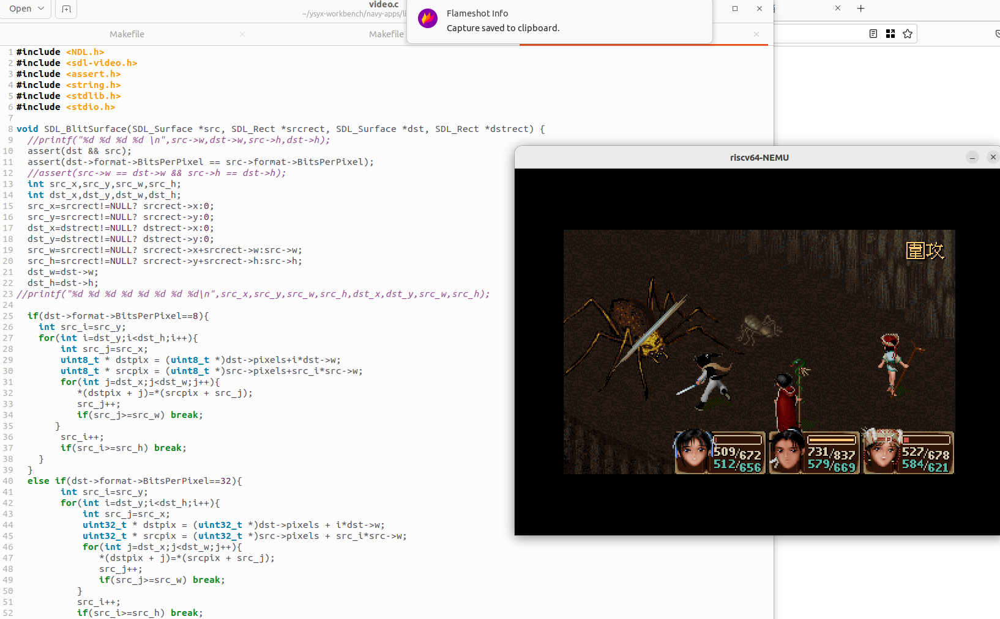 Open
video.c
~/ysyx-workbench/navy-apps/li
Flameshot Info
Capture saved to clipboard.
Makefile
Makefile
1 #include <NDL.h>
2 #include <sdl-video.h>
3 #include <assert.h>
4 #include <string.h>
5 #include <stdlib.h>
6 #include <stdio.h>
7
8 void SDL_BlitSurface(SDL_Surface *src, SDL_Rect *srcrect, SDL_Surface *dst, SDL_Rect *dstrect) {
9   //printf("%d %d %d %d \n",src->w,dst->w,src->h,dst->h);
10   assert(dst && src);
11   assert(dst->format->BitsPerPixel == src->format->BitsPerPixel);
12   //assert(src->w == dst->w && src->h == dst->h);
13   int src_x,src_y,src_w,src_h;
14   int dst_x,dst_y,dst_w,dst_h;
15   src_x=srcrect!=NULL? srcrect->x:0;
16   src_y=srcrect!=NULL? srcrect->y:0;
17   dst_x=dstrect!=NULL? dstrect->x:0;
18   dst_y=dstrect!=NULL? dstrect->y:0;
19   src_w=srcrect!=NULL? srcrect->x+srcrect->w:src->w;
20   src_h=srcrect!=NULL? srcrect->y+srcrect->h:src->h;
21   dst_w=dst->w;
22   dst_h=dst->h;
23 //printf("%d %d %d %d %d %d %d %d\n",src_x,src_y,src_w,src_h,dst_x,dst_y,src_w,src_h);
24
25   if(dst->format->BitsPerPixel==8){
26     int src_i=src_y;
27     for(int i=dst_y;i<dst_h;i++){
28         int src_j=src_x;
29         uint8_t * dstpix = (uint8_t *)dst->pixels+i*dst->w;
30         uint8_t * srcpix = (uint8_t *)src->pixels+src_i*src->w;
31         for(int j=dst_x;j<dst_w;j++){
32            *(dstpix + j)=*(srcpix + src_j);
33            src_j++;
34            if(src_j>=src_w) break;
35        }
36         src_i++;
37         if(src_i>=src_h) break;
38     }
39   }
40   else if(dst->format->BitsPerPixel==32){
41         int src_i=src_y;
42         for(int i=dst_y;i<dst_h;i++){
43             int src_j=src_x;
44             uint32_t * dstpix = (uint32_t *)dst->pixels + i*dst->w;
45             uint32_t * srcpix = (uint32_t *)src->pixels + src_i*src->w;
46             for(int j=dst_x;j<dst_w;j++){
47                *(dstpix + j)=*(srcpix + src_j);
48                src_j++;
49                if(src_j>=src_w) break;
50            }
51            src_i++;
52            if(src_i>=src_h) break;
riscv64-NEMU
圍攻
509/672
512/656
731/837
579/669
527/678
584/621